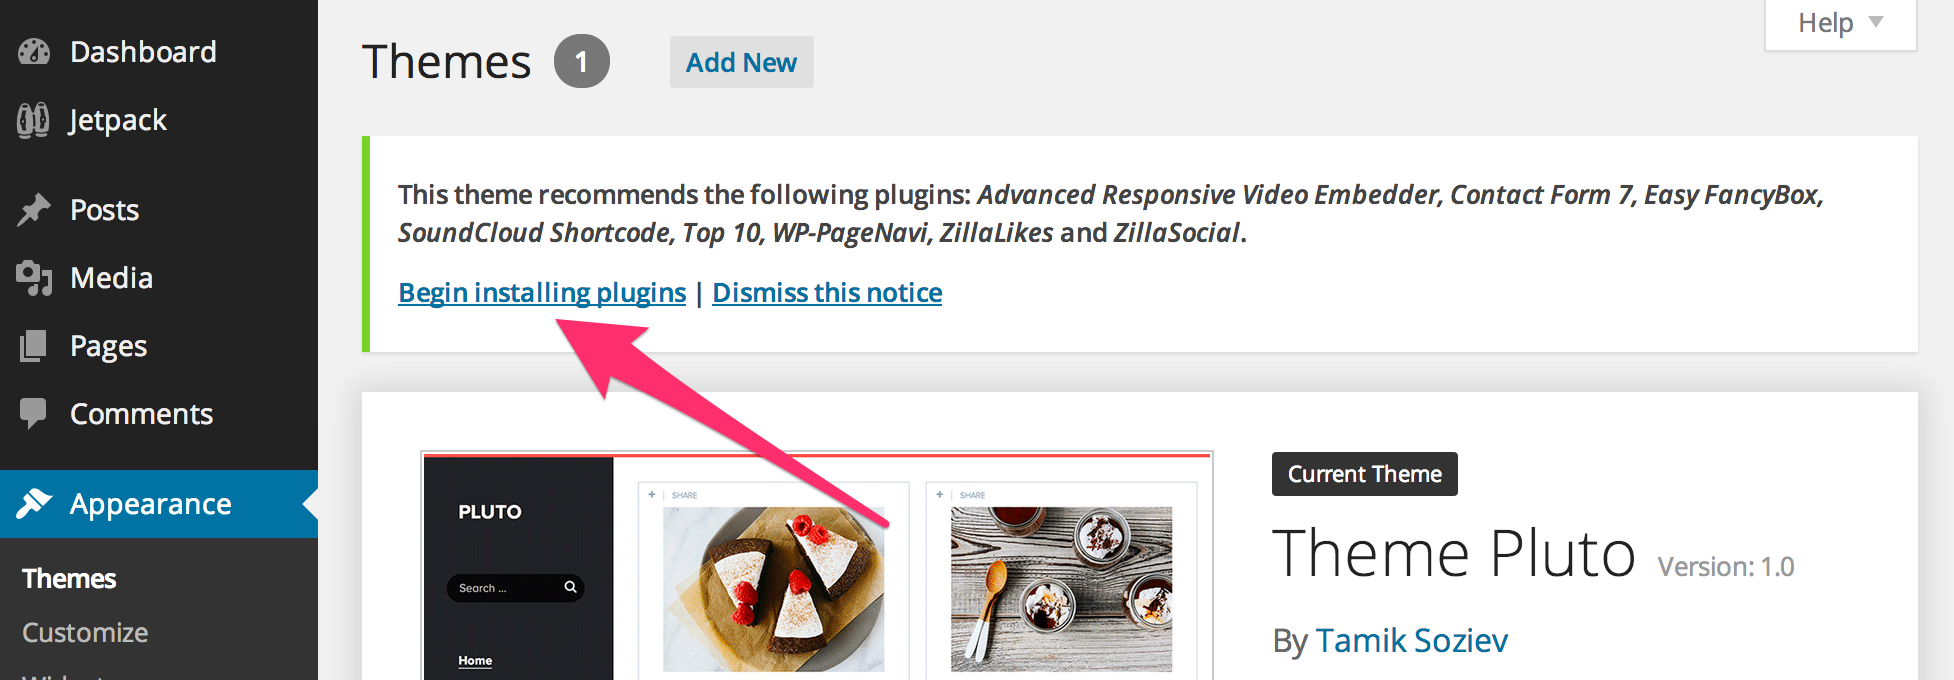 Dashboard
Jetpack
Posts
Media
Pages
Comments
Appearance
Themes
Customize
Themes 1 Add New
Help
This theme recommends the following plugins: Advanced Responsive Video Embedder, Contact Form 7, Easy FancyBox,
SoundCloud Shortcode, Top 10, WP-PageNavi, ZillaLikes and ZillaSocial.
Begin installing plugins | Dismiss this notice
PLUTO
Search ...
Home
+ | SHARE
+ | SHARE
Current Theme
Theme Pluto Version: 1.0
By Tamik Soziev